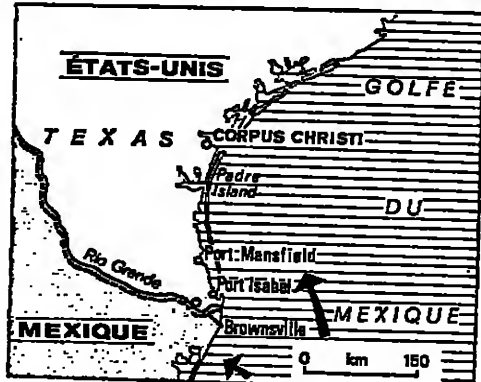 ÉTATS-UNIS
GOLFE
TEXAS
CORPUS CHRISTI
Padre
Island
DU
Port-Mansfield
Rio Grande
Port Isabel
MEXIQUE
MEXIQUE
Brownsville
0 km 150